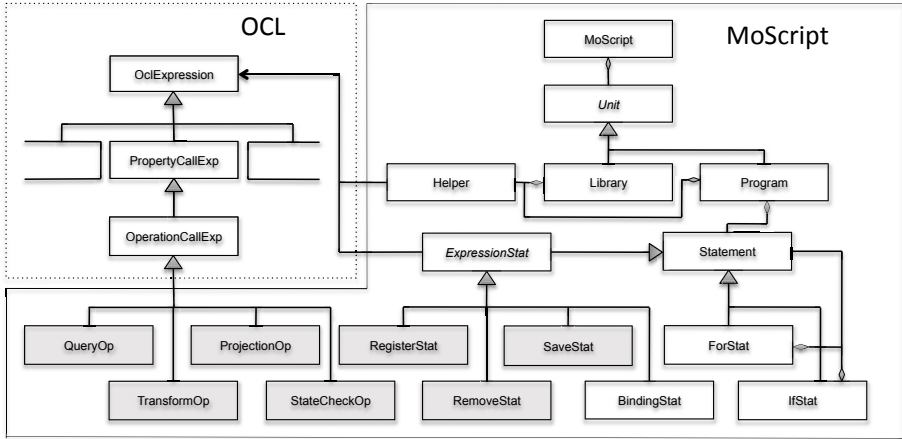 OCL
MoScript
MoScript
OclExpression
Unit
PropertyCallExp
Helper
Library
Program
OperationCallExp
ExpressionStat
Statement
QueryOp
ProjectionOp
RegisterStat
SaveStat
ForStat
TransformOp
StateCheckOp
RemoveStat
BindingStat
IfStat